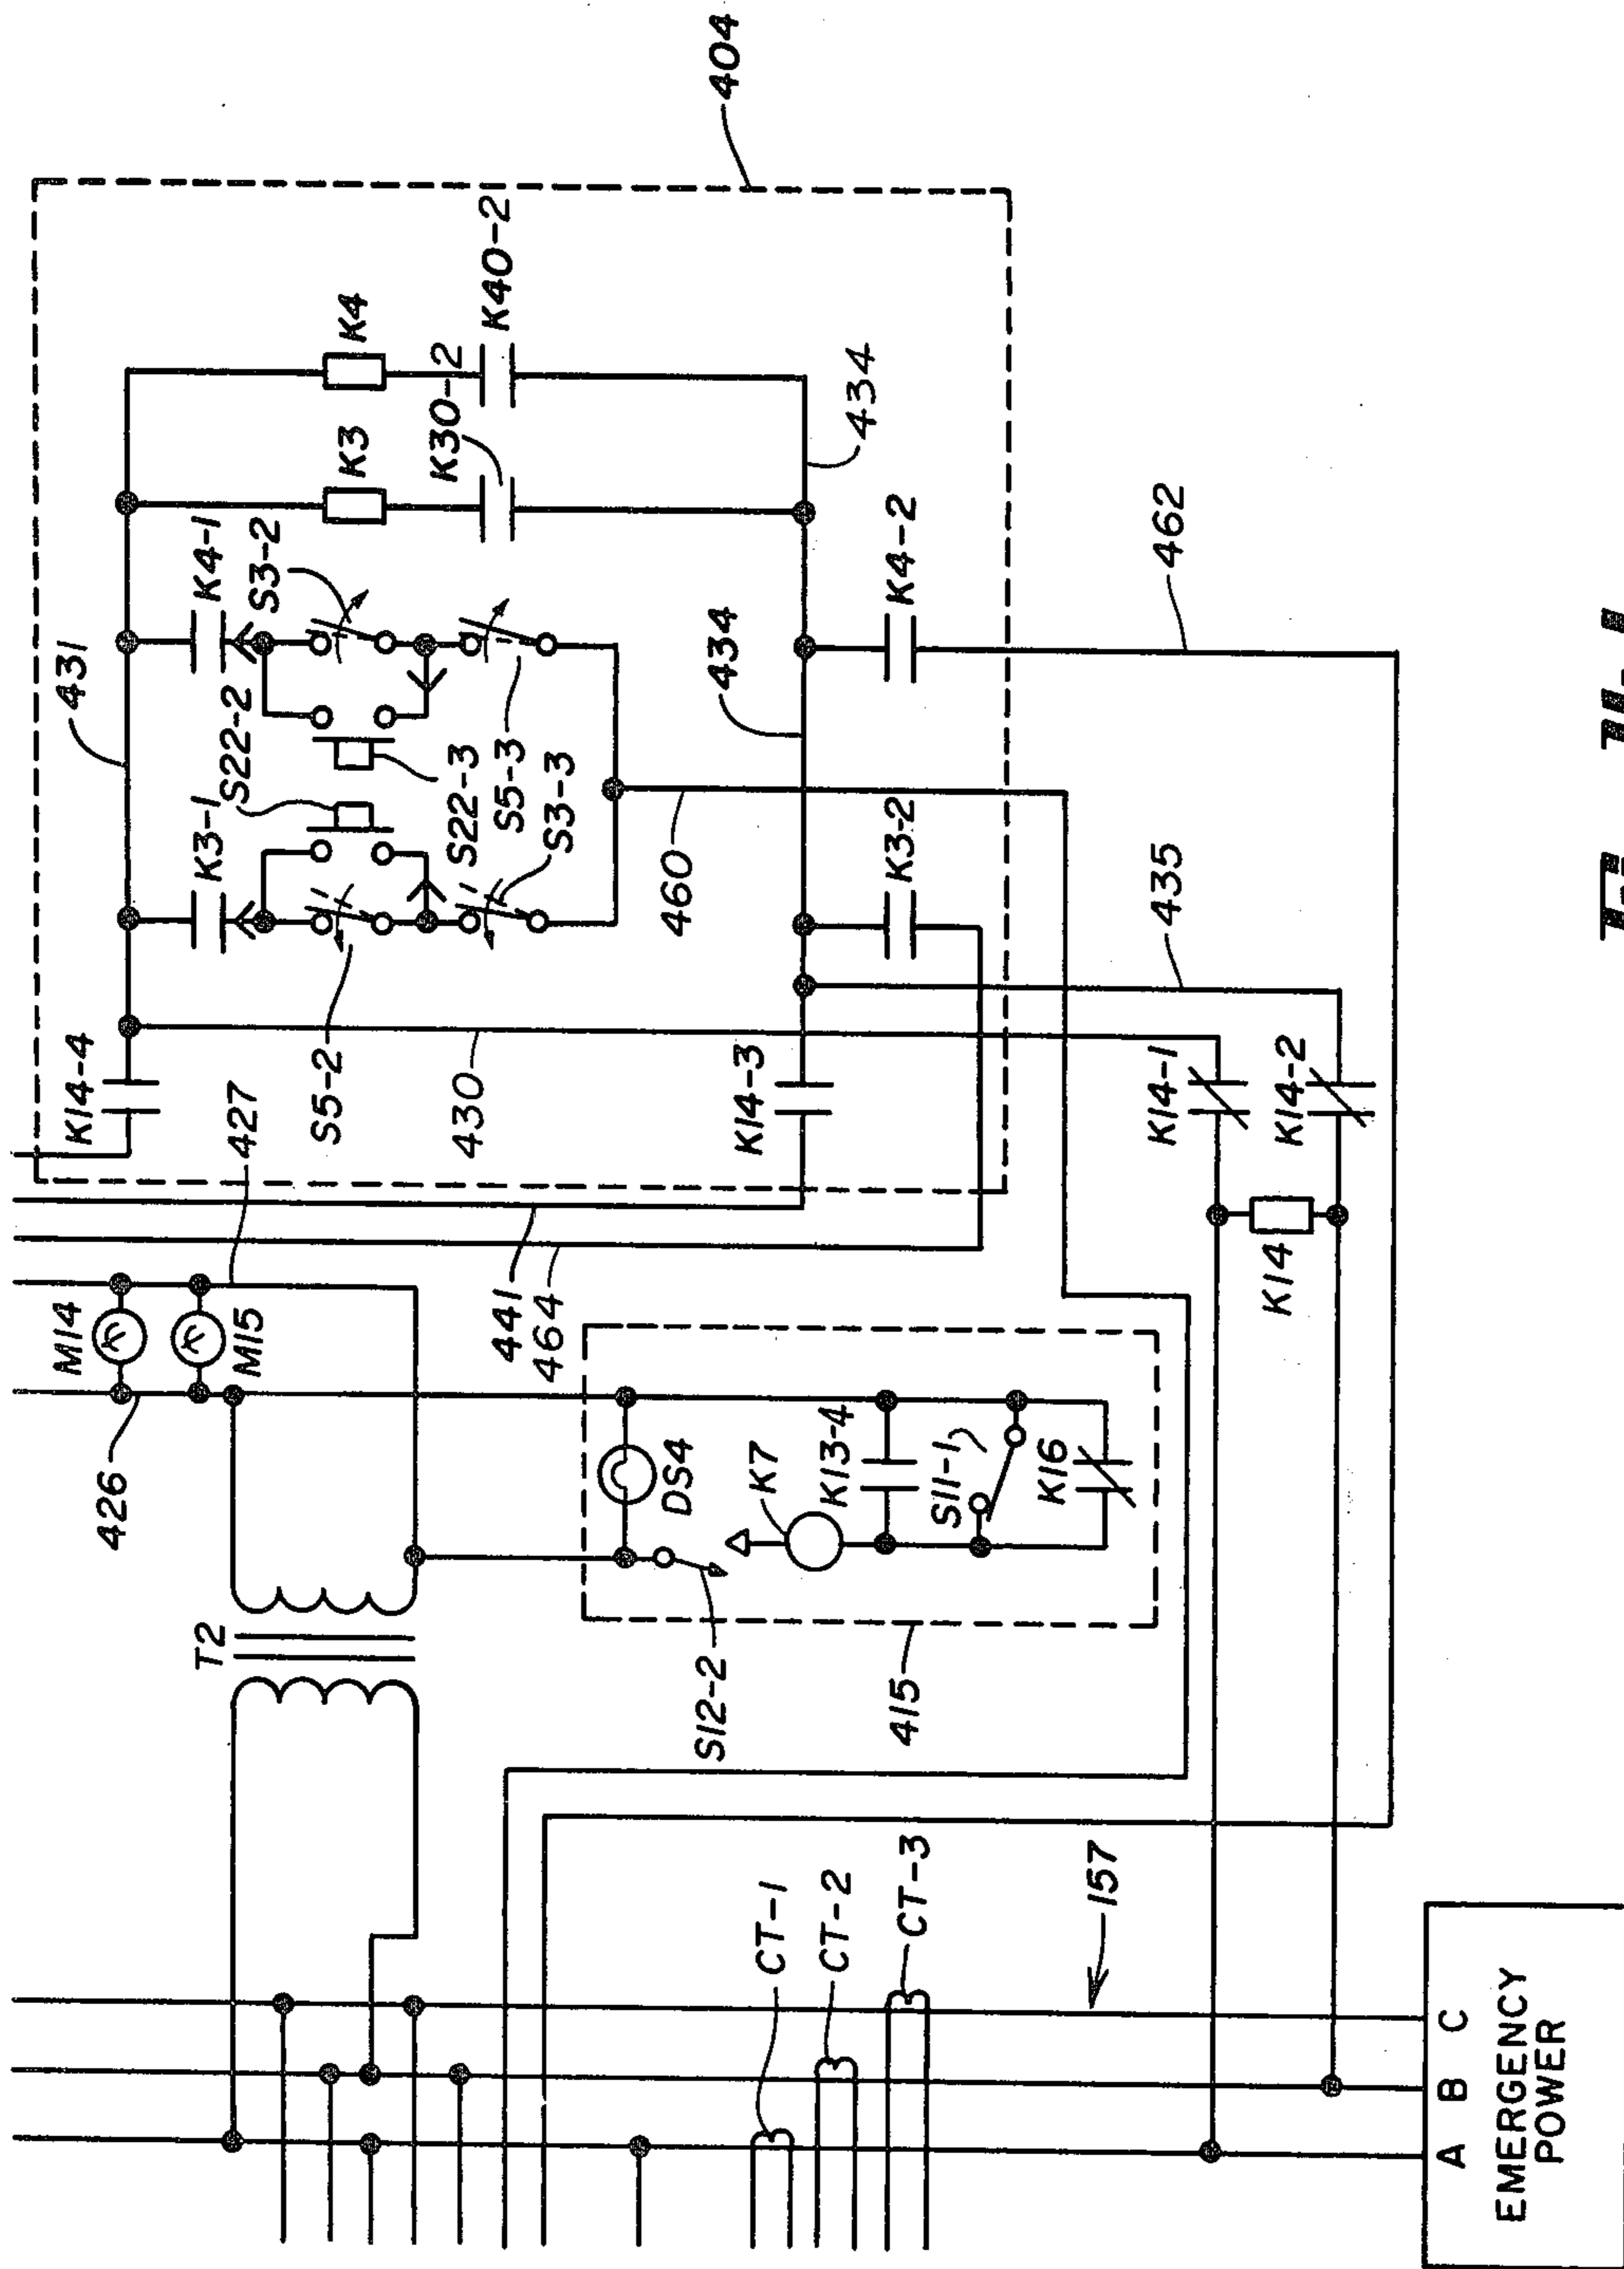 404
431
K14-4
K3-1
S22-2
K4-1
S3-2
K3
K30-2
K4
K40-2
S5-2
S22-3
S5-3
S3-3
430
460
434
434
K14-3
K3-2
K4-2
427
441
464
435
462
K14-1
K14-2
K14
M14
M15
426
T2
DS4
K7
K13-4
S11-1
K16
S12-2
415
CT-1
CT-2
CT-3
157
A B C
EMERGENCY
POWER